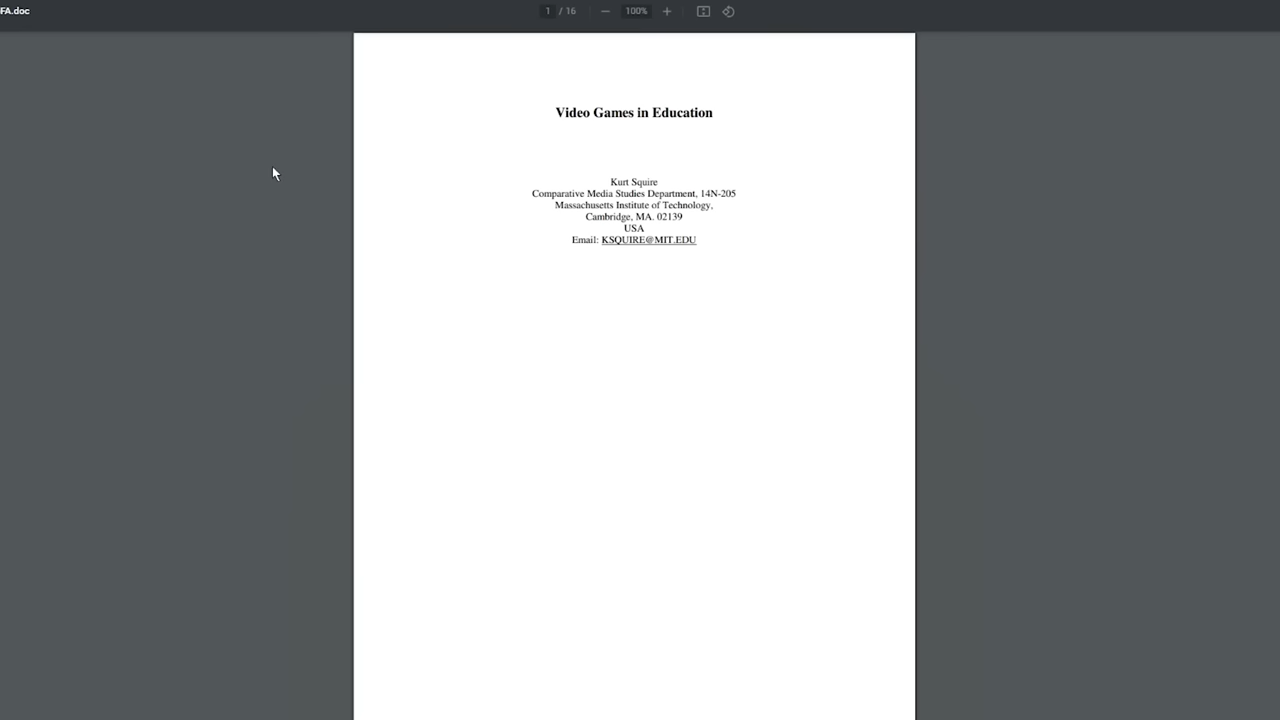 FA.doc
1 / 16
100%
Video Games in Education
Kurt Squire
Comparative Media Studies Department, 14N-205
Massachusetts Institute of Technology,
Cambridge, MA. 02139
USA
Email: KSQUIRE@MIT.EDU